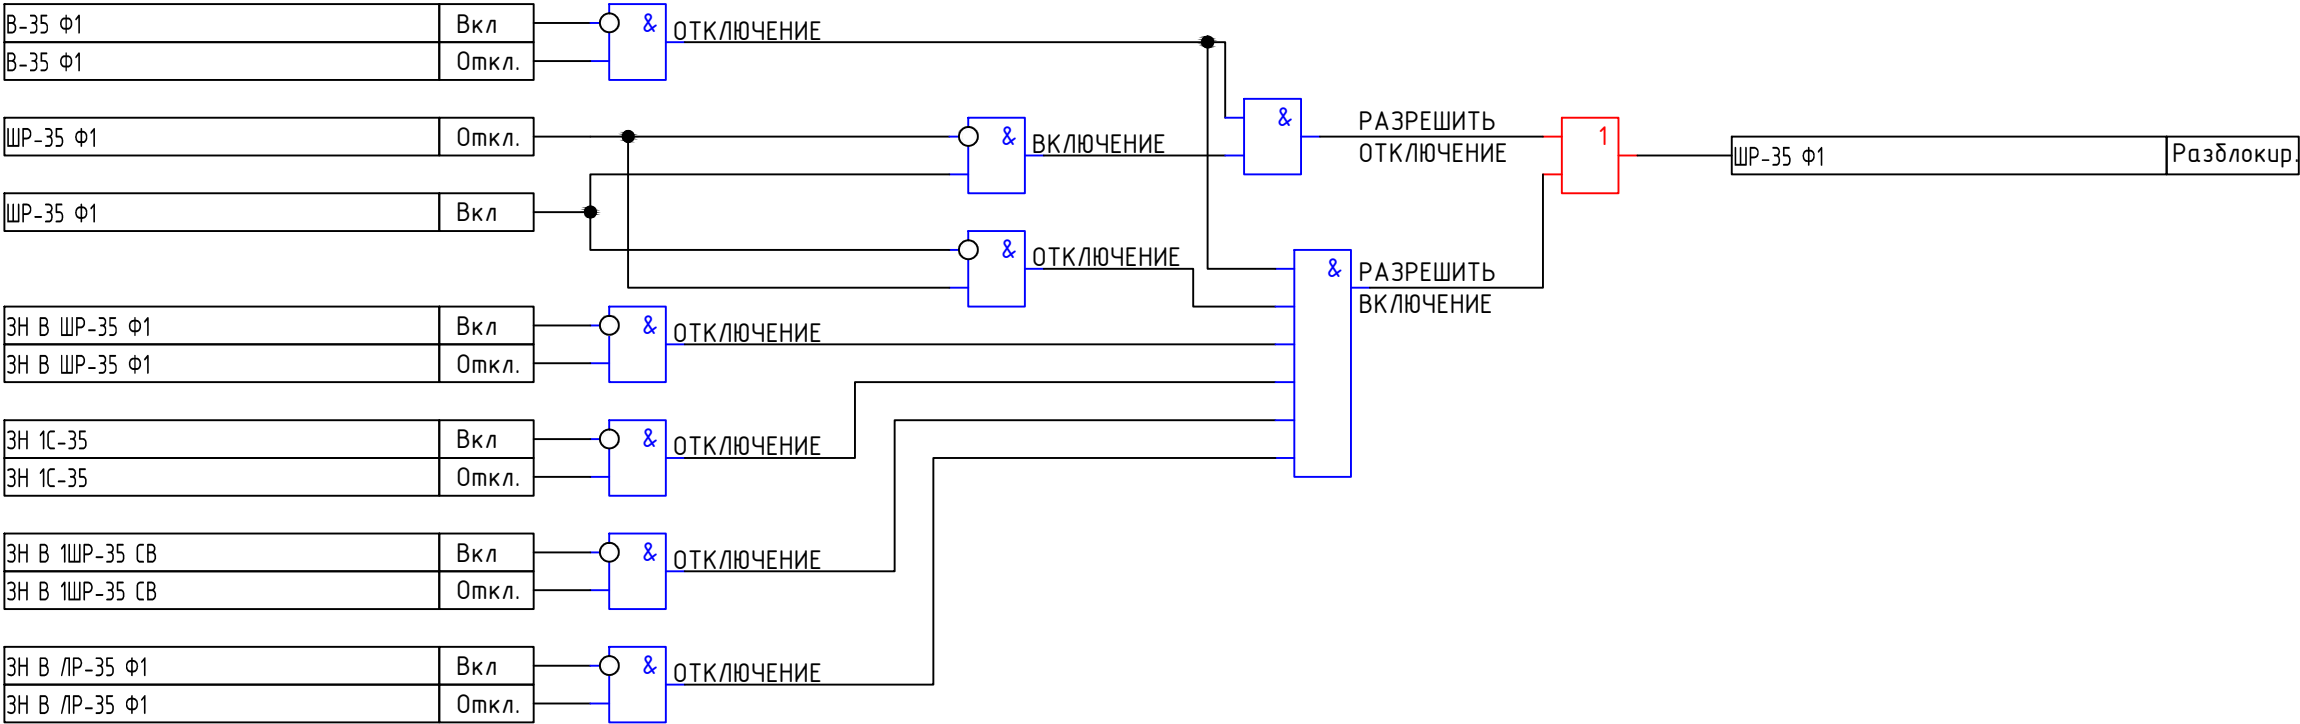 В-35 Ф1 Вкл & ОТКЛЮЧЕНИЕ
В-35 Ф1 Откл.
ШР-35 Ф1 Откл. & ВКЛЮЧЕНИЕ & РАЗРЕШИТЬ
ОТКЛЮЧЕНИЕ 1 ШР-35 Ф1 Разблокир.
ШР-35 Ф1 Вкл
& ОТКЛЮЧЕНИЕ & РАЗРЕШИТЬ
ВКЛЮЧЕНИЕ
ЗН В ШР-35 Ф1 Вкл & ОТКЛЮЧЕНИЕ
ЗН В ШР-35 Ф1 Откл.
ЗН 1С-35 Вкл & ОТКЛЮЧЕНИЕ
ЗН 1С-35 Откл.
ЗН В 1ШР-35 СВ Вкл & ОТКЛЮЧЕНИЕ
ЗН В 1ШР-35 СВ Откл.
ЗН В ЛР-35 Ф1 Вкл & ОТКЛЮЧЕНИЕ
ЗН В ЛР-35 Ф1 Откл.